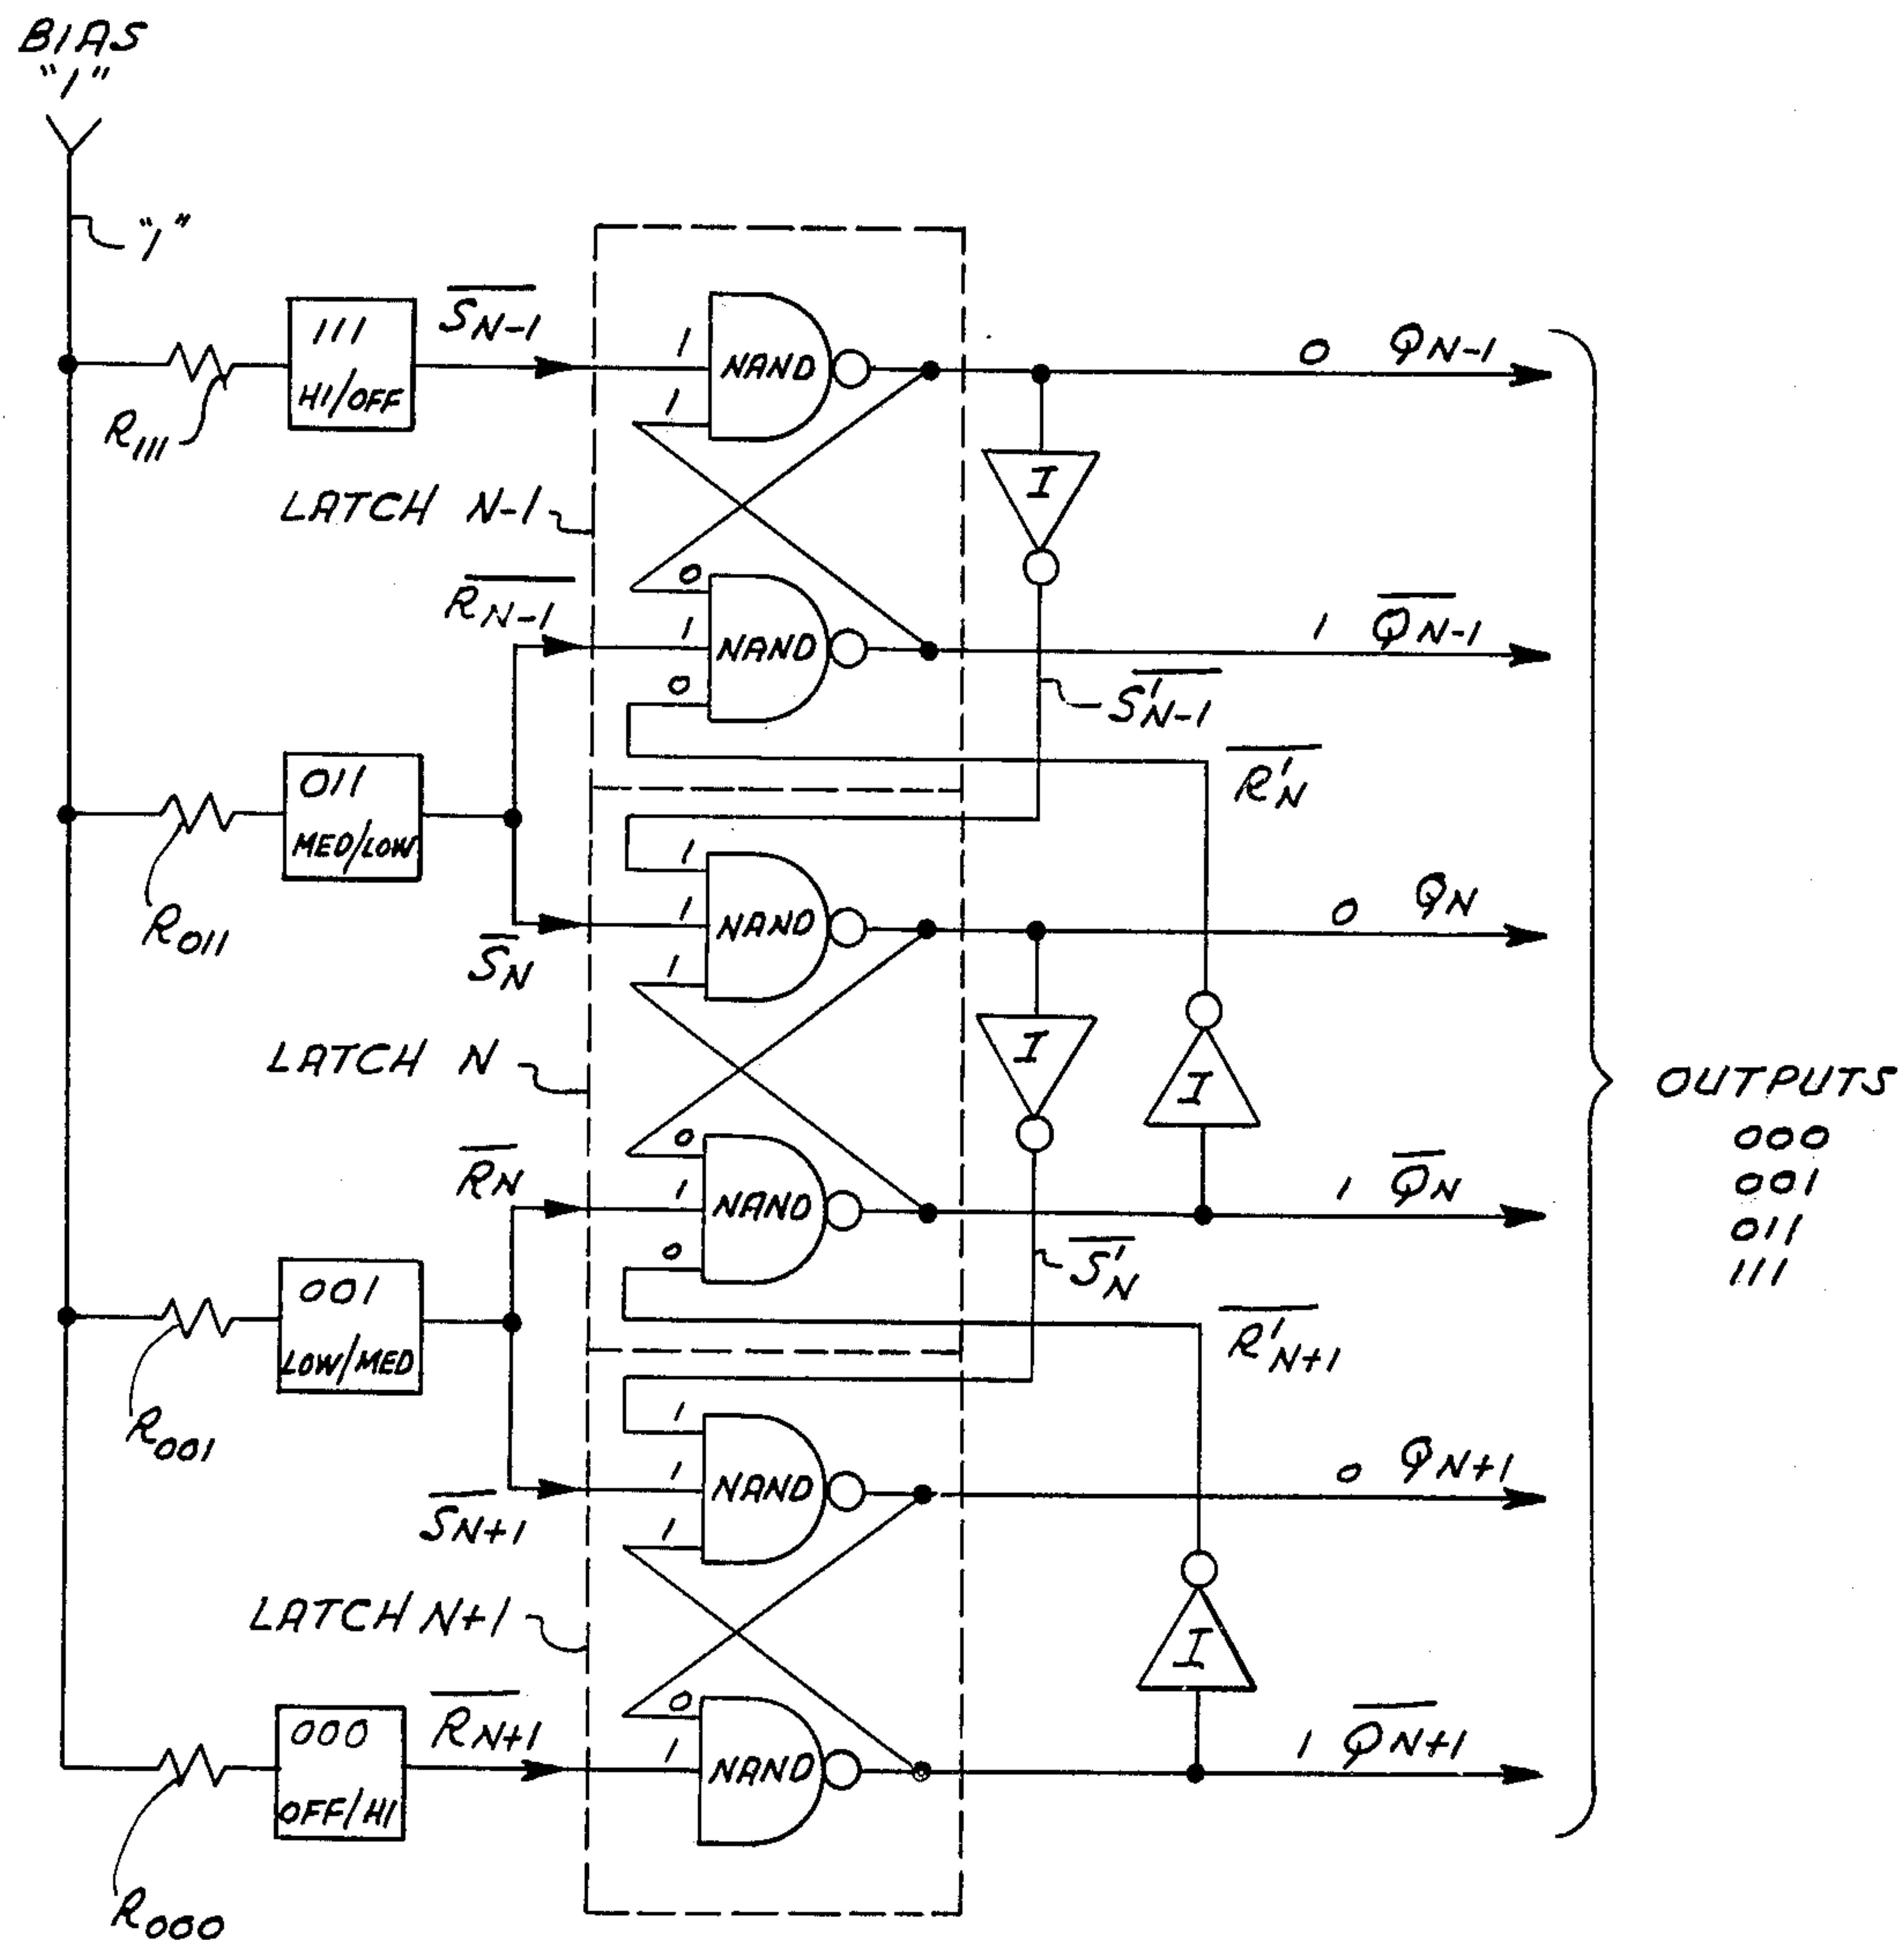 BIAS
"1"
"1"
111
HI/OFF
R111
S̅N-1
1
1
NAND
0 QN-1
I
LATCH N-1
R̅N-1
0
1
0
NAND
1 Q̅N-1
S̅'N-1
R̅'N
011
MED/LOW
R011
1
1
1
NAND
0 QN
S̅N
I
I
LATCH N
R̅N
0
1
0
NAND
1 Q̅N
S̅'N
R̅'N+1
OUTPUTS
000
001
011
111
001
LOW/MED
R001
1
1
1
NAND
0 QN+1
S̅N+1
LATCH N+1
I
000
OFF/HI
R000
R̅N+1
0
1
NAND
1 Q̅N+1